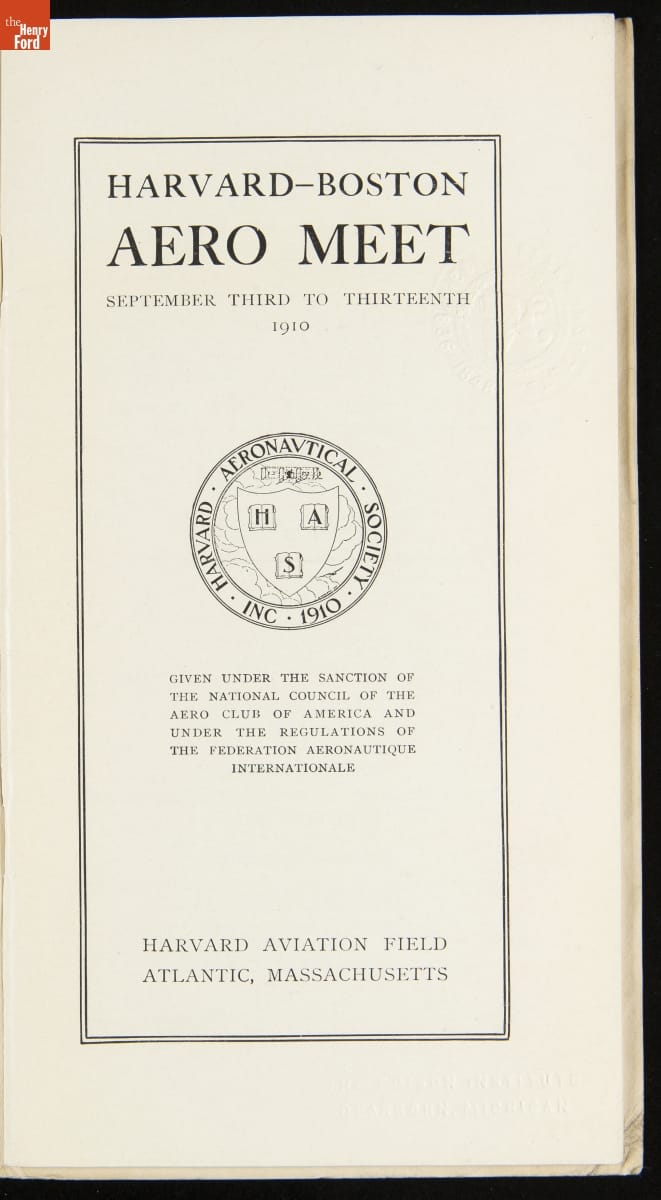 the
Henry
Ford
HARVARD–BOSTON
AERO MEET
SEPTEMBER THIRD TO THIRTEENTH
1910
HARVARD · AERONAVTICAL · SOCIETY · INC · 1910 ·
H A
S
GIVEN UNDER THE SANCTION OF
THE NATIONAL COUNCIL OF THE
AERO CLUB OF AMERICA AND
UNDER THE REGULATIONS OF
THE FEDERATION AERONAUTIQUE
INTERNATIONALE
HARVARD AVIATION FIELD
ATLANTIC, MASSACHUSETTS
INSTITUTE
MICHIGAN